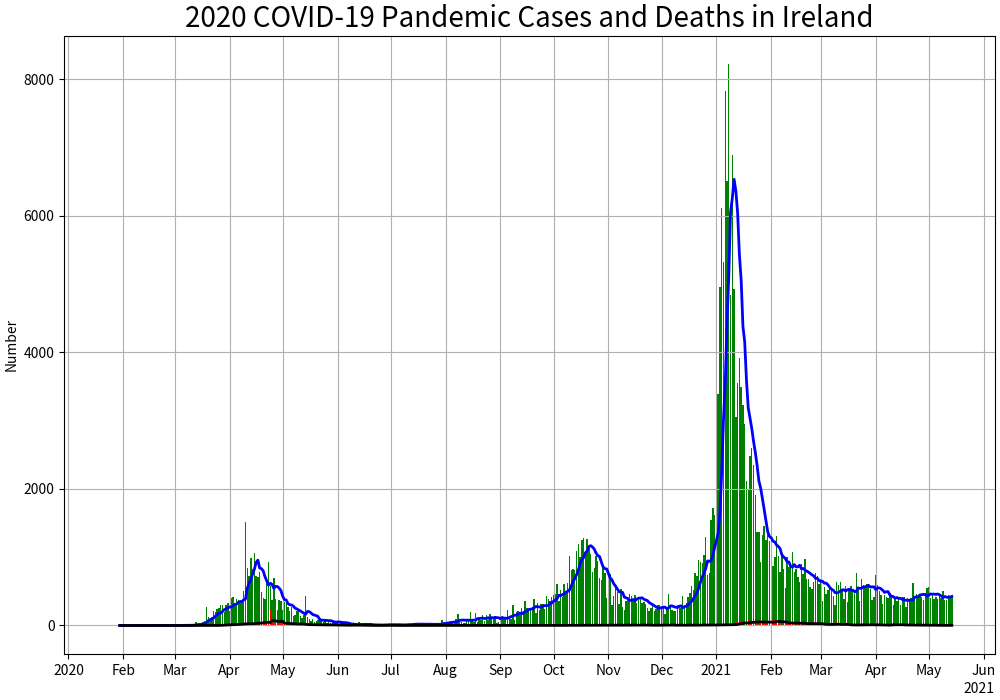 2020 COVID-19 Pandemic Cases and Deaths in Ireland
8000
6000
4000
2000
0
Number
2020 Feb Mar Apr May Jun Jul Aug Sep Oct Nov Dec 2021 Feb Mar Apr May Jun
2021